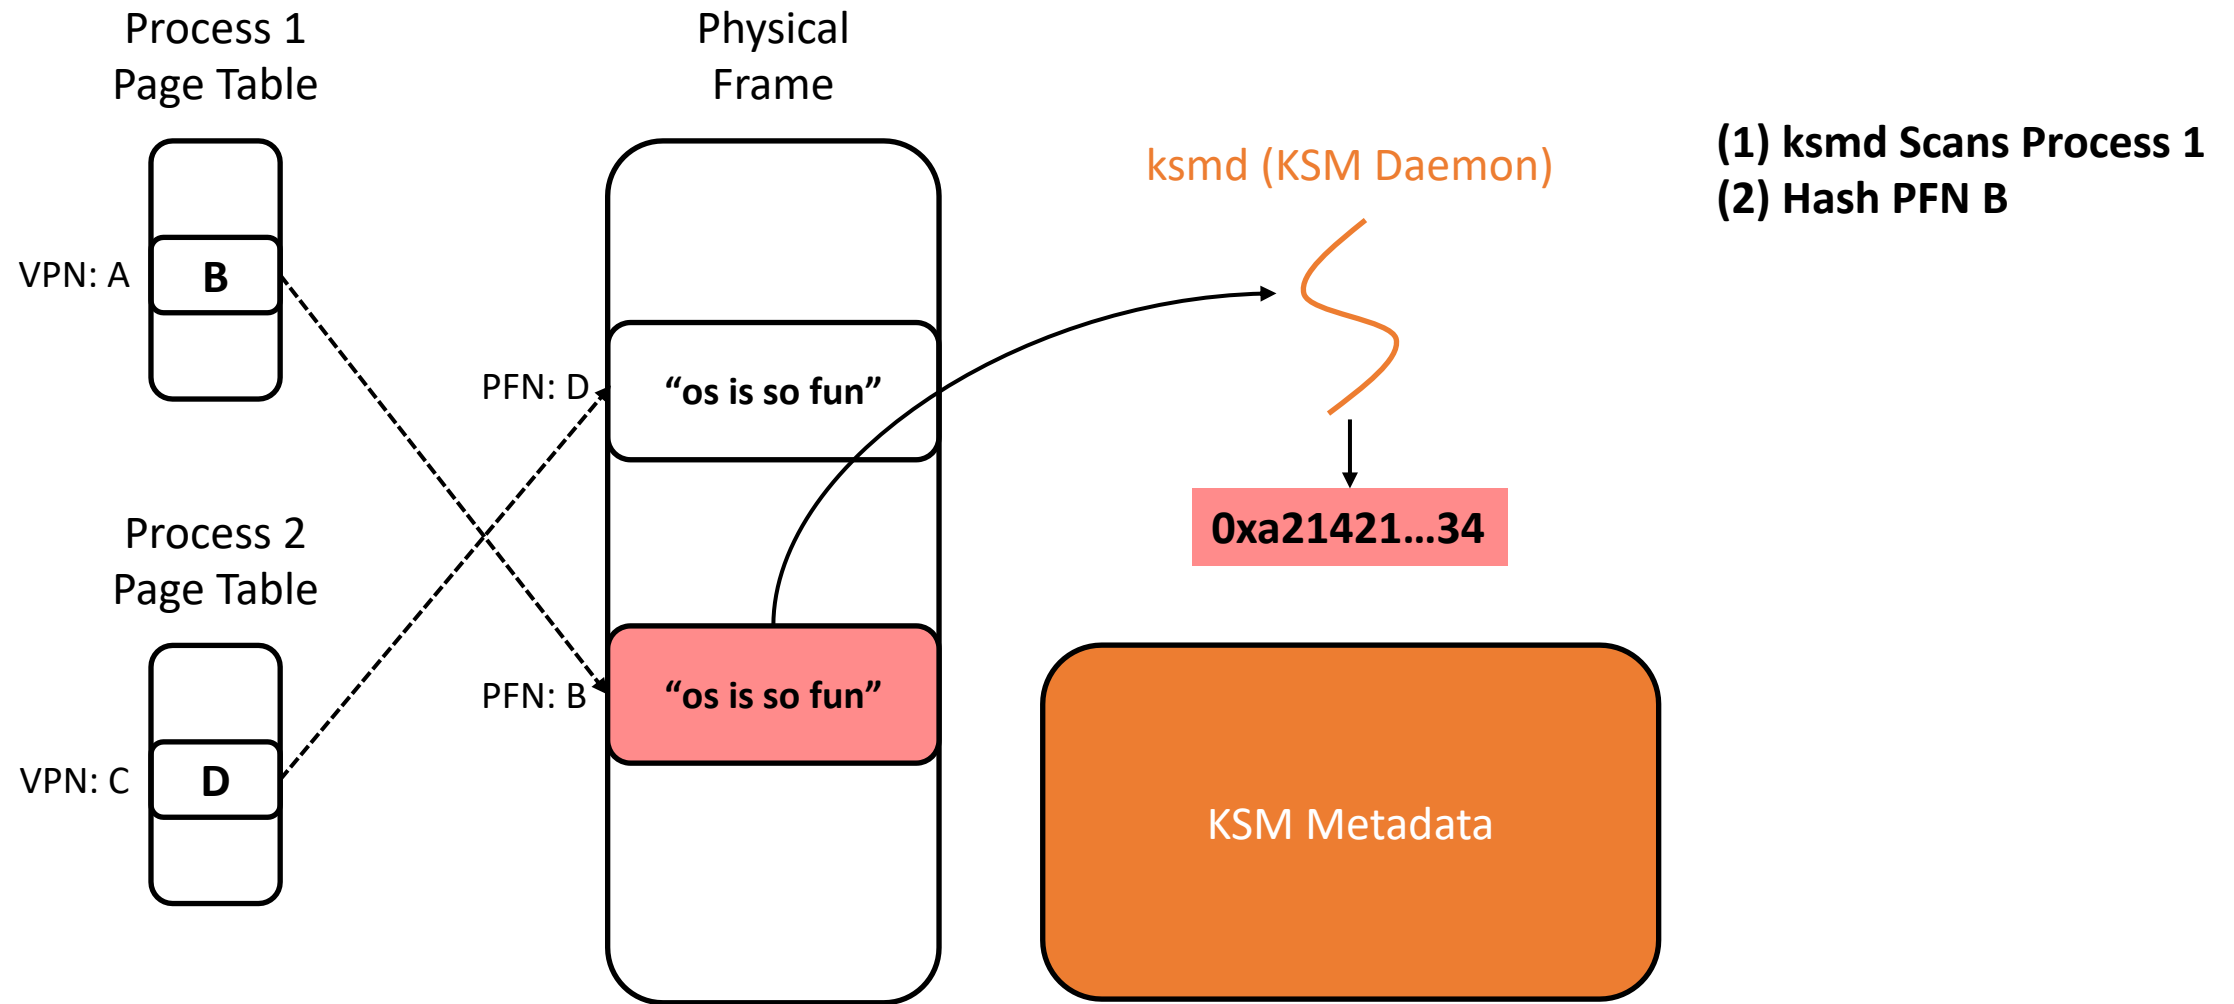 Process 1
Page Table
VPN: A
B
Process 2
Page Table
VPN: C
D
Physical
Frame
PFN: D
“os is so fun”
PFN: B
“os is so fun”
ksmd (KSM Daemon)
0xa21421...34
KSM Metadata
(1) ksmd Scans Process 1
(2) Hash PFN B